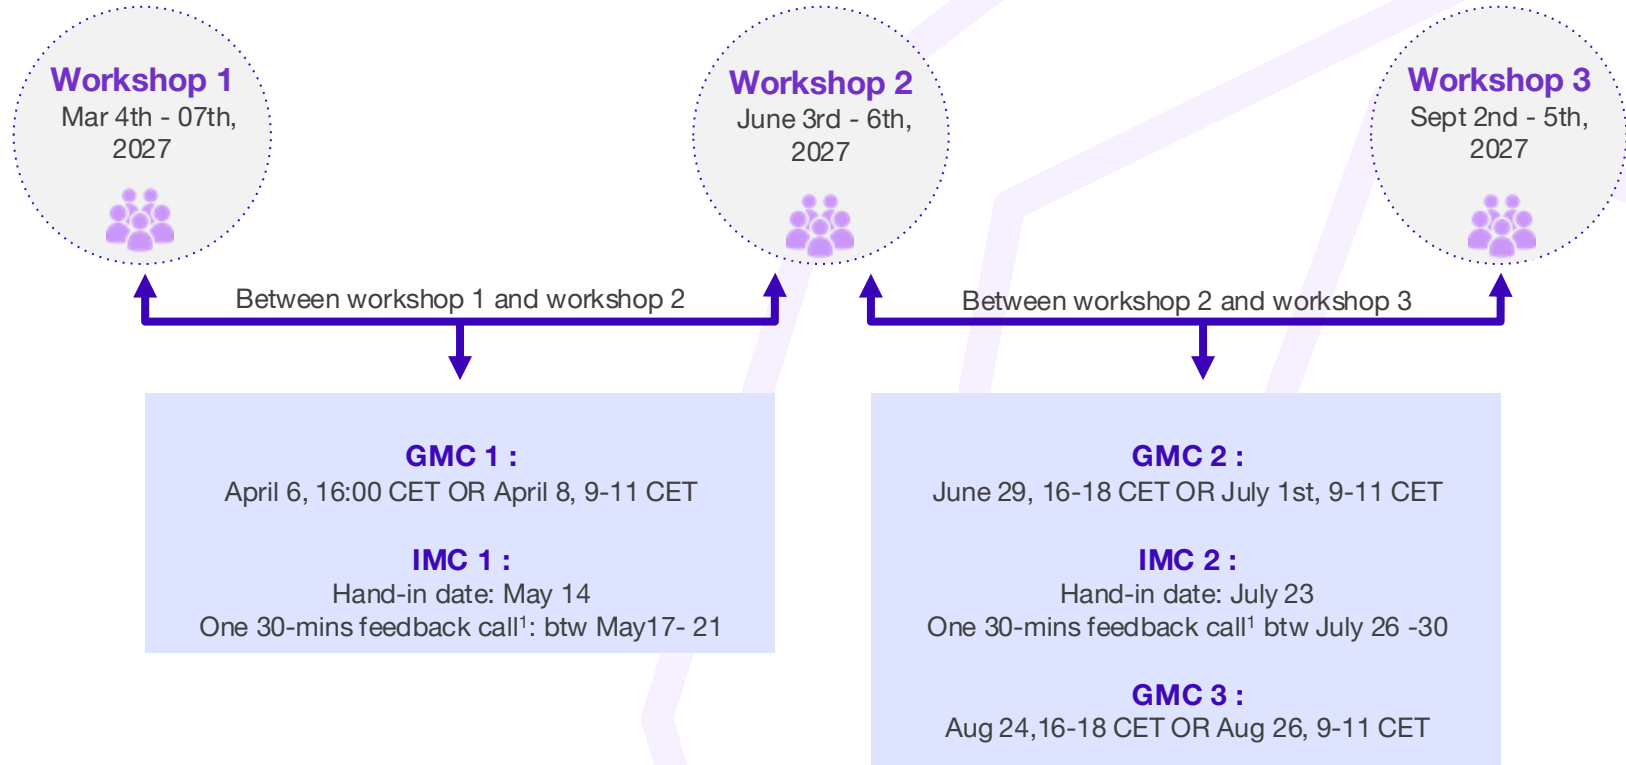 Workshop 1
Mar 4th - 07th,
2027
Workshop 2
June 3rd - 6th,
2027
Workshop 3
Sept 2nd - 5th,
2027
Between workshop 1 and workshop 2
Between workshop 2 and workshop 3
GMC 1 :
April 6, 16:00 CET OR April 8, 9-11 CET
IMC 1 :
Hand-in date: May 14
One 30-mins feedback call¹: btw May17- 21
GMC 2 :
June 29, 16-18 CET OR July 1st, 9-11 CET
IMC 2 :
Hand-in date: July 23
One 30-mins feedback call¹ btw July 26 -30
GMC 3 :
Aug 24,16-18 CET OR Aug 26, 9-11 CET